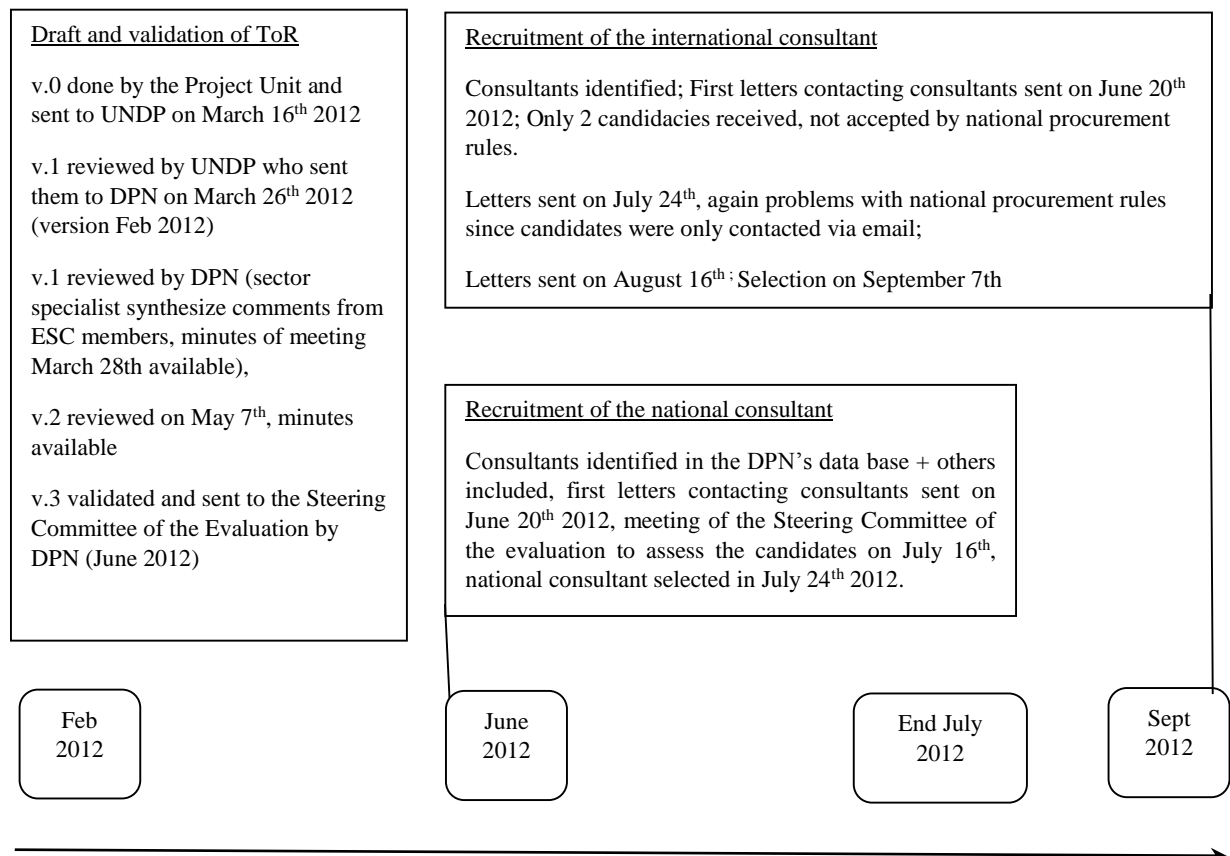 Draft and validation of ToR
v.0 done by the Project Unit and
sent to UNDP on March 16th 2012
v.1 reviewed by UNDP who sent
them to DPN on March 26th 2012
(version Feb 2012)
v.1 reviewed by DPN (sector
specialist synthesize comments from
ESC members, minutes of meeting
March 28th available),
v.2 reviewed on May 7th, minutes
available
v.3 validated and sent to the Steering
Committee of the Evaluation by
DPN (June 2012)
Recruitment of the international consultant
Consultants identified; First letters contacting consultants sent on June 20th
2012; Only 2 candidacies received, not accepted by national procurement
rules.
Letters sent on July 24th, again problems with national procurement rules
since candidates were only contacted via email;
Letters sent on August 16th ; Selection on September 7th
Recruitment of the national consultant
Consultants identified in the DPN’s data base + others
included, first letters contacting consultants sent on
June 20th 2012, meeting of the Steering Committee of
the evaluation to assess the candidates on July 16th,
national consultant selected in July 24th 2012.
Feb
2012
June
2012
End July
2012
Sept
2012